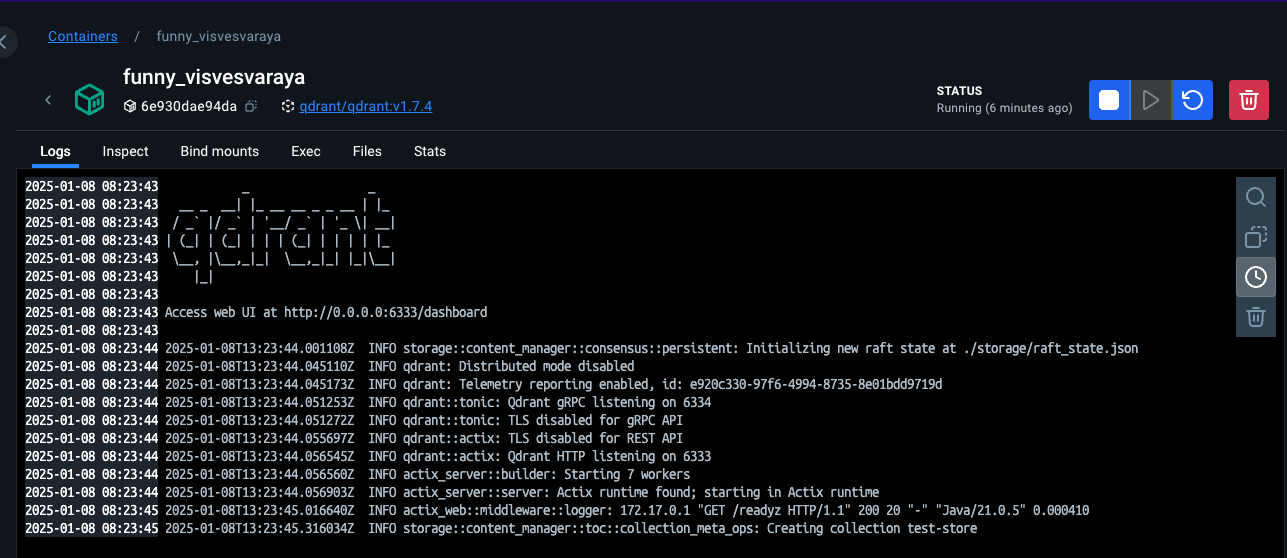 Containers / funny_visvesvaraya
funny_visvesvaraya
6e930dae94da qdrant/qdrant:v1.7.4
STATUS
Running (6 minutes ago)
Logs Inspect Bind mounts Exec Files Stats
2025-01-08 08:23:43            _                 _
2025-01-08 08:23:43   __ _  __| |_ __ __ _ _ __ | |_
2025-01-08 08:23:43  / _` |/ _` | '__/ _` | '_ \| __|
2025-01-08 08:23:43 | (_| | (_| | | | (_| | | | | |_
2025-01-08 08:23:43  \__, |\__,_|_|  \__,_|_| |_|\__|
2025-01-08 08:23:43     |_|
2025-01-08 08:23:43
2025-01-08 08:23:43 Access web UI at http://0.0.0.0:6333/dashboard
2025-01-08 08:23:43
2025-01-08 08:23:44 2025-01-08T13:23:44.001108Z  INFO storage::content_manager::consensus::persistent: Initializing new raft state at ./storage/raft_state.json
2025-01-08 08:23:44 2025-01-08T13:23:44.045110Z  INFO qdrant: Distributed mode disabled
2025-01-08 08:23:44 2025-01-08T13:23:44.045173Z  INFO qdrant: Telemetry reporting enabled, id: e920c330-97f6-4994-8735-8e01bdd9719d
2025-01-08 08:23:44 2025-01-08T13:23:44.051253Z  INFO qdrant::tonic: Qdrant gRPC listening on 6334
2025-01-08 08:23:44 2025-01-08T13:23:44.051272Z  INFO qdrant::tonic: TLS disabled for gRPC API
2025-01-08 08:23:44 2025-01-08T13:23:44.055697Z  INFO qdrant::actix: TLS disabled for REST API
2025-01-08 08:23:44 2025-01-08T13:23:44.056545Z  INFO qdrant::actix: Qdrant HTTP listening on 6333
2025-01-08 08:23:44 2025-01-08T13:23:44.056560Z  INFO actix_server::builder: Starting 7 workers
2025-01-08 08:23:44 2025-01-08T13:23:44.056903Z  INFO actix_server::server: Actix runtime found; starting in Actix runtime
2025-01-08 08:23:45 2025-01-08T13:23:45.016640Z  INFO actix_web::middleware::logger: 172.17.0.1 "GET /readyz HTTP/1.1" 200 20 "-" "Java/21.0.5" 0.000410
2025-01-08 08:23:45 2025-01-08T13:23:45.316034Z  INFO storage::content_manager::toc::collection_meta_ops: Creating collection test-store